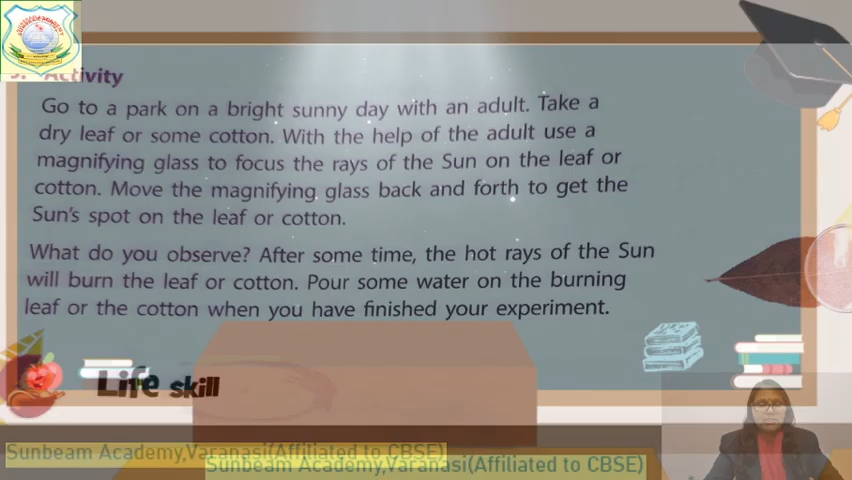 Activity
Go to a park on a bright sunny day with an adult. Take a
dry leaf or some cotton. With the help of the adult use a
magnifying glass to focus the rays of the Sun on the leaf or
cotton. Move the magnifying glass back and forth to get the
Sun's spot on the leaf or cotton.
What do you observe? After some time, the hot rays of the Sun
will burn the leaf or cotton. Pour some water on the burning
leaf or the cotton when you have finished your experiment.
Life skill
Sunbeam Academy,Varanasi(Affiliated to CBSE)
Sunbeam Academy,Varanasi(Affiliated to CBSE)